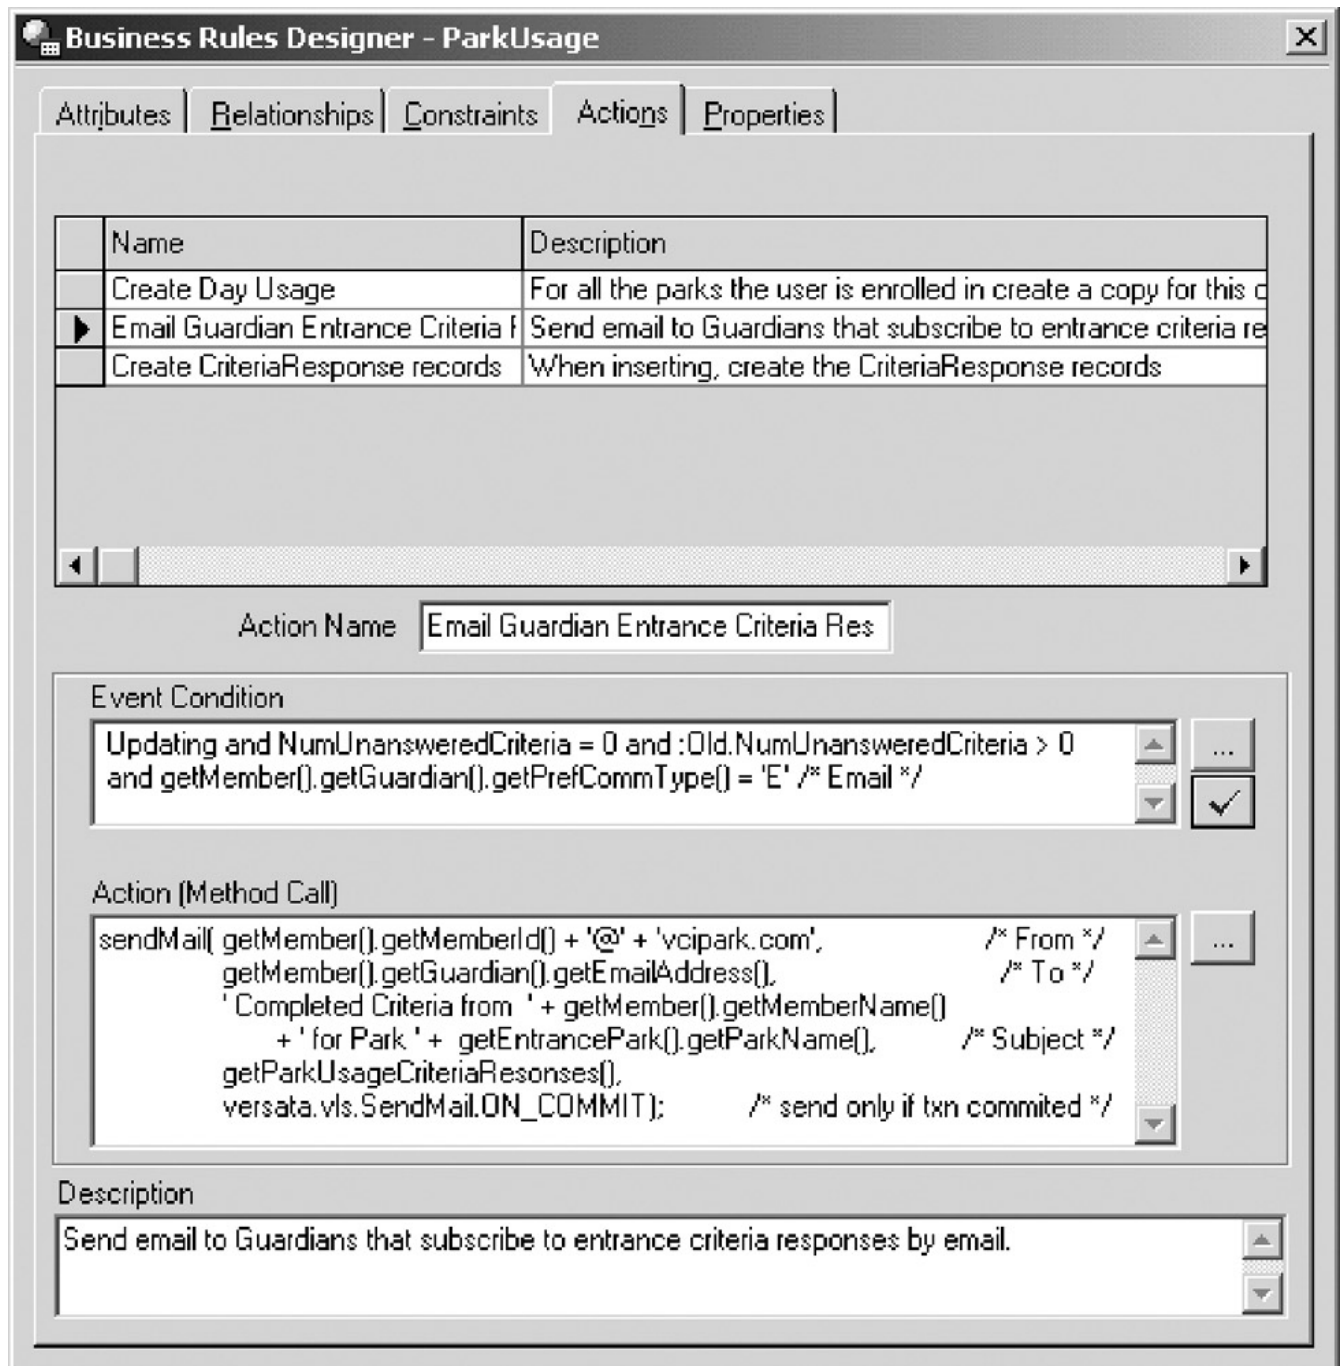 Business Rules Designer - ParkUsage
Attributes Relationships Constraints Actions Properties
Name Description
Create Day Usage For all the parks the user is enrolled in create a copy for this
Email Guardian Entrance Criteria Send email to Guardians that subscribe to entrance criteria re
Create CriteriaResponse records When inserting, create the CriteriaResponse records
Action Name Email Guardian Entrance Criteria Res
Event Condition
Updating and NumUnansweredCriteria = 0 and :Old.NumUnansweredCriteria > 0
and getMember().getGuardian().getPrefCommType() = 'E' /* Email */
...
Action (Method Call)
sendMail( getMember().getMemberId() + '@' + 'vcipark.com', /* From */
getMember().getGuardian().getEmailAddress(), /* To */
' Completed Criteria from ' + getMember().getMemberName()
+ ' for Park ' + getEntrancePark().getParkName(), /* Subject */
getParkUsageCriteriaResonses(),
versata.vls.SendMail.ON_COMMIT); /* send only if txn commited */
...
Description
Send email to Guardians that subscribe to entrance criteria responses by email.